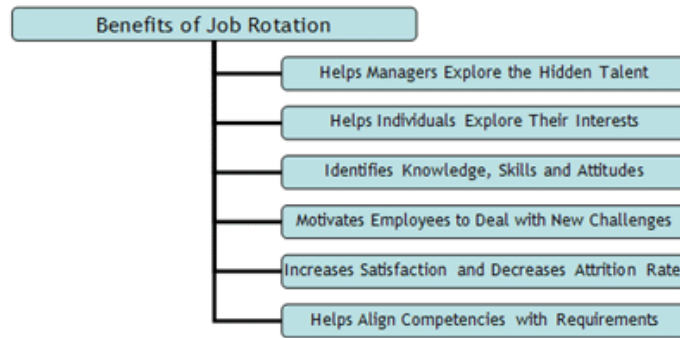 Benefits of Job Rotation
Helps Managers Explore the Hidden Talent
Helps Individuals Explore Their Interests
Identifies Knowledge, Skills and Attitudes
Motivates Employees to Deal with New Challenges
Increases Satisfaction and Decreases Attrition Rate
Helps Align Competencies with Requirements